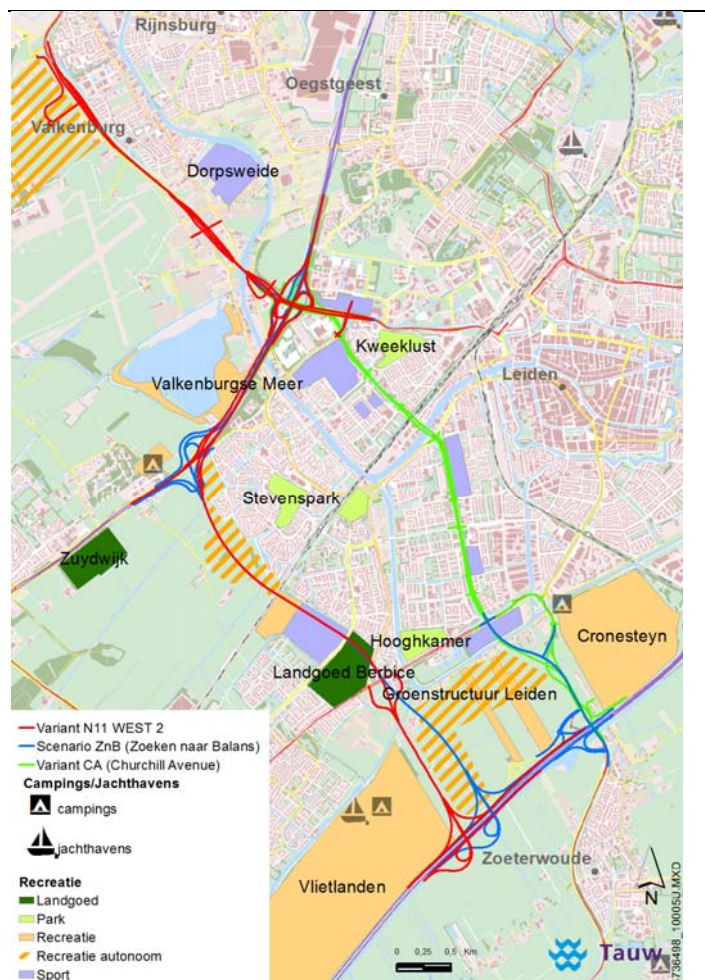 Rijnsburg
Oegstgeest
Valkenburg
Dorpsweide
Kweeklust
Leiden
Valkenburgse Meer
Stevenspark
Zuydwijk
Hooghkamer
Cronesteyn
Landgoed Berbice
Groenstructuur Leiden
Variant N11 WEST 2
Scenario ZnB (Zoeken naar Balans)
Variant CA (Churchill Avenue)
Campings/Jachthavens
campings
jachthavens
Zoeterwoude
Vlietlanden
Recreatie
Landgoed
Park
Recreatie
Recreatie autonoom
Sport
0 0,25 0,5 Km
N
Tauw
736498_10005U.MXD